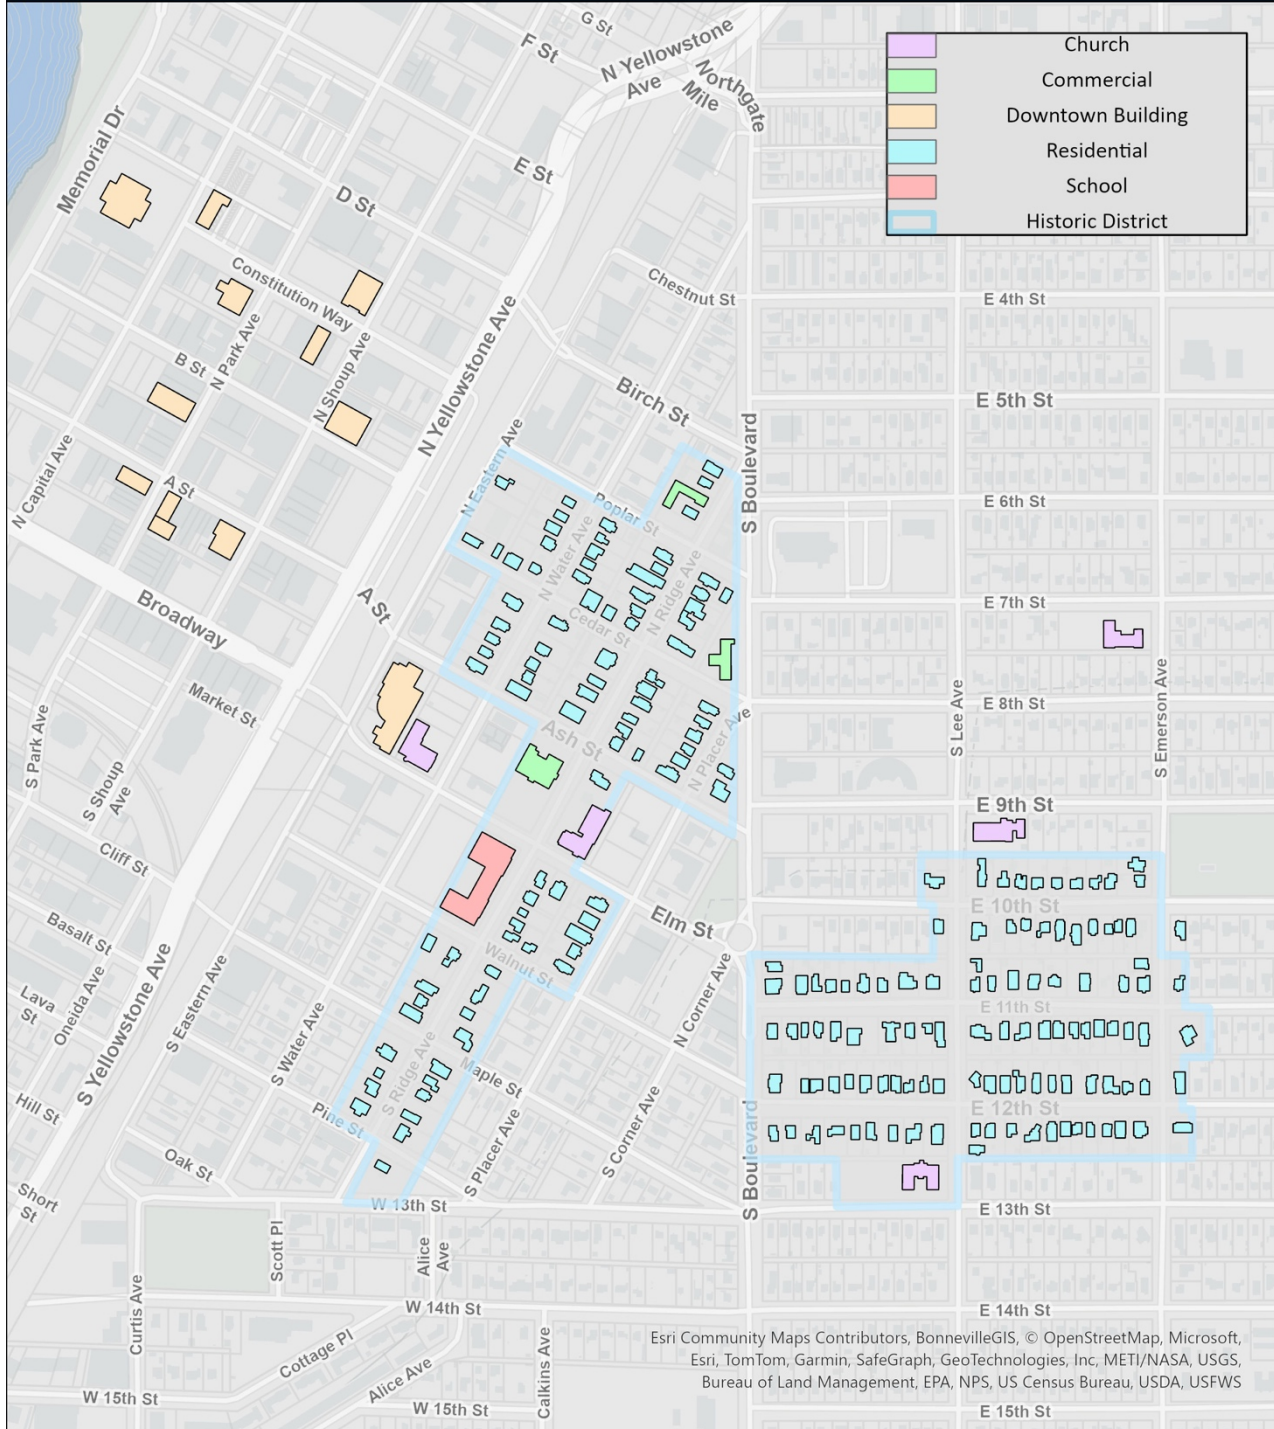 G St
F St
N Yellowstone
Ave
Northgate
Mile
Church
Commercial
Downtown Building
Residential
School
Historic District
Memorial Dr
E St
D St
Constitution Way
Chestnut St
E 4th St
N Park Ave
N Shoup Ave
N Yellowstone Ave
B St
Birch St
E 5th St
N Capital Ave
A St
N Eastern Ave
Poplar St
S Boulevard
E 6th St
N Water Ave
N Ridge Ave
Cedar St
Broadway
A St
E 7th St
Market St
S Park Ave
S Shoup
Ave
Ash St
N Placer Ave
S Lee Ave
E 8th St
S Emerson Ave
E 9th St
Cliff St
Basalt St
Elm St
E 10th St
Lava
St
Oneida Ave
S Yellowstone Ave
S Eastern Ave
S Water Ave
Walnut St
N Corner Ave
E 11th St
S Ridge Ave
Maple St
Hill St
Pine St
S Placer Ave
S Corner Ave
S Boulevard
E 12th St
Oak St
Short
St
W 13th St
E 13th St
Scott Pl
Alice
Ave
Curtis Ave
W 14th St
E 14th St
Cottage Pl
Alice Ave
Calkins Ave
Esri Community Maps Contributors, BonnevilleGIS, © OpenStreetMap, Microsoft,
Esri, TomTom, Garmin, SafeGraph, GeoTechnologies, Inc, METI/NASA, USGS,
Bureau of Land Management, EPA, NPS, US Census Bureau, USDA, USFWS
W 15th St
W 15th St
E 15th St